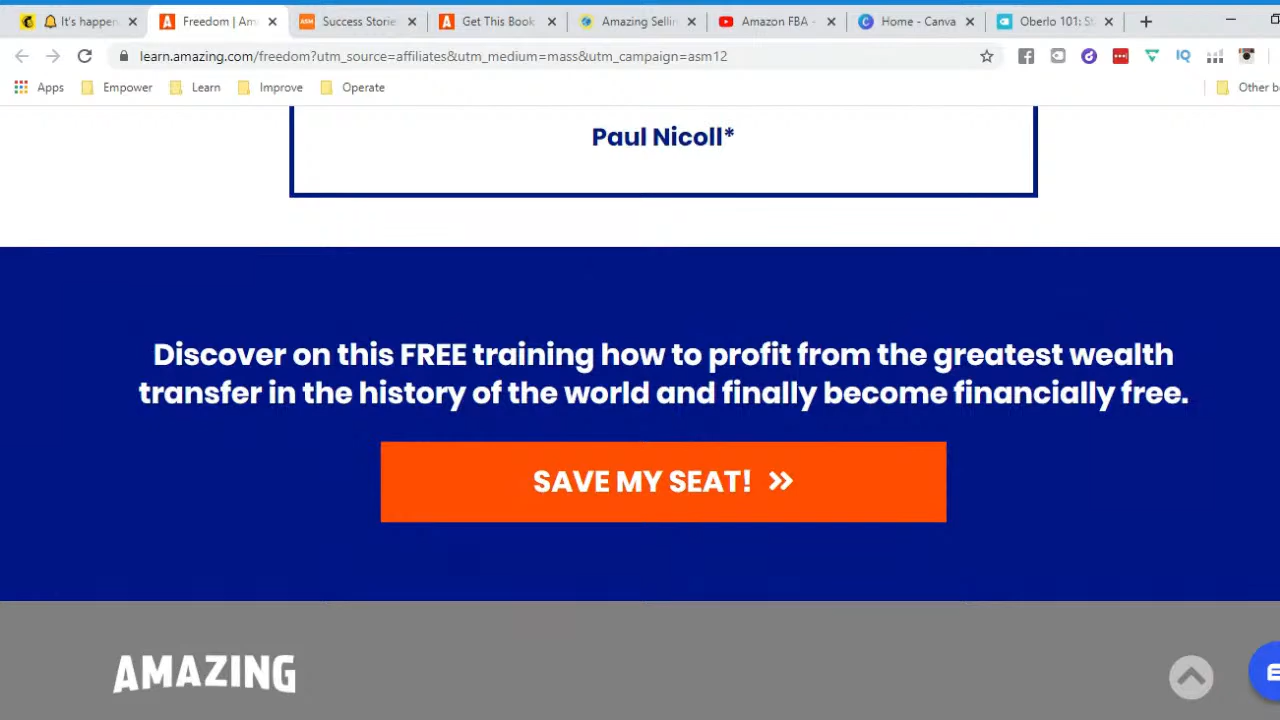 It's happen
Freedom | Am
Success Storie
Get This Book
Amazing Sellin
Amazon FBA -
Home - Canva
Oberlo 101: St
learn.amazing.com/freedom?utm_source=affiliates&utm_medium=mass&utm_campaign=asm12
Apps
Empower
Learn
Improve
Operate
Other b
Paul Nicoll*
Discover on this FREE training how to profit from the greatest wealth
transfer in the history of the world and finally become financially free.
SAVE MY SEAT! »
AMAZING